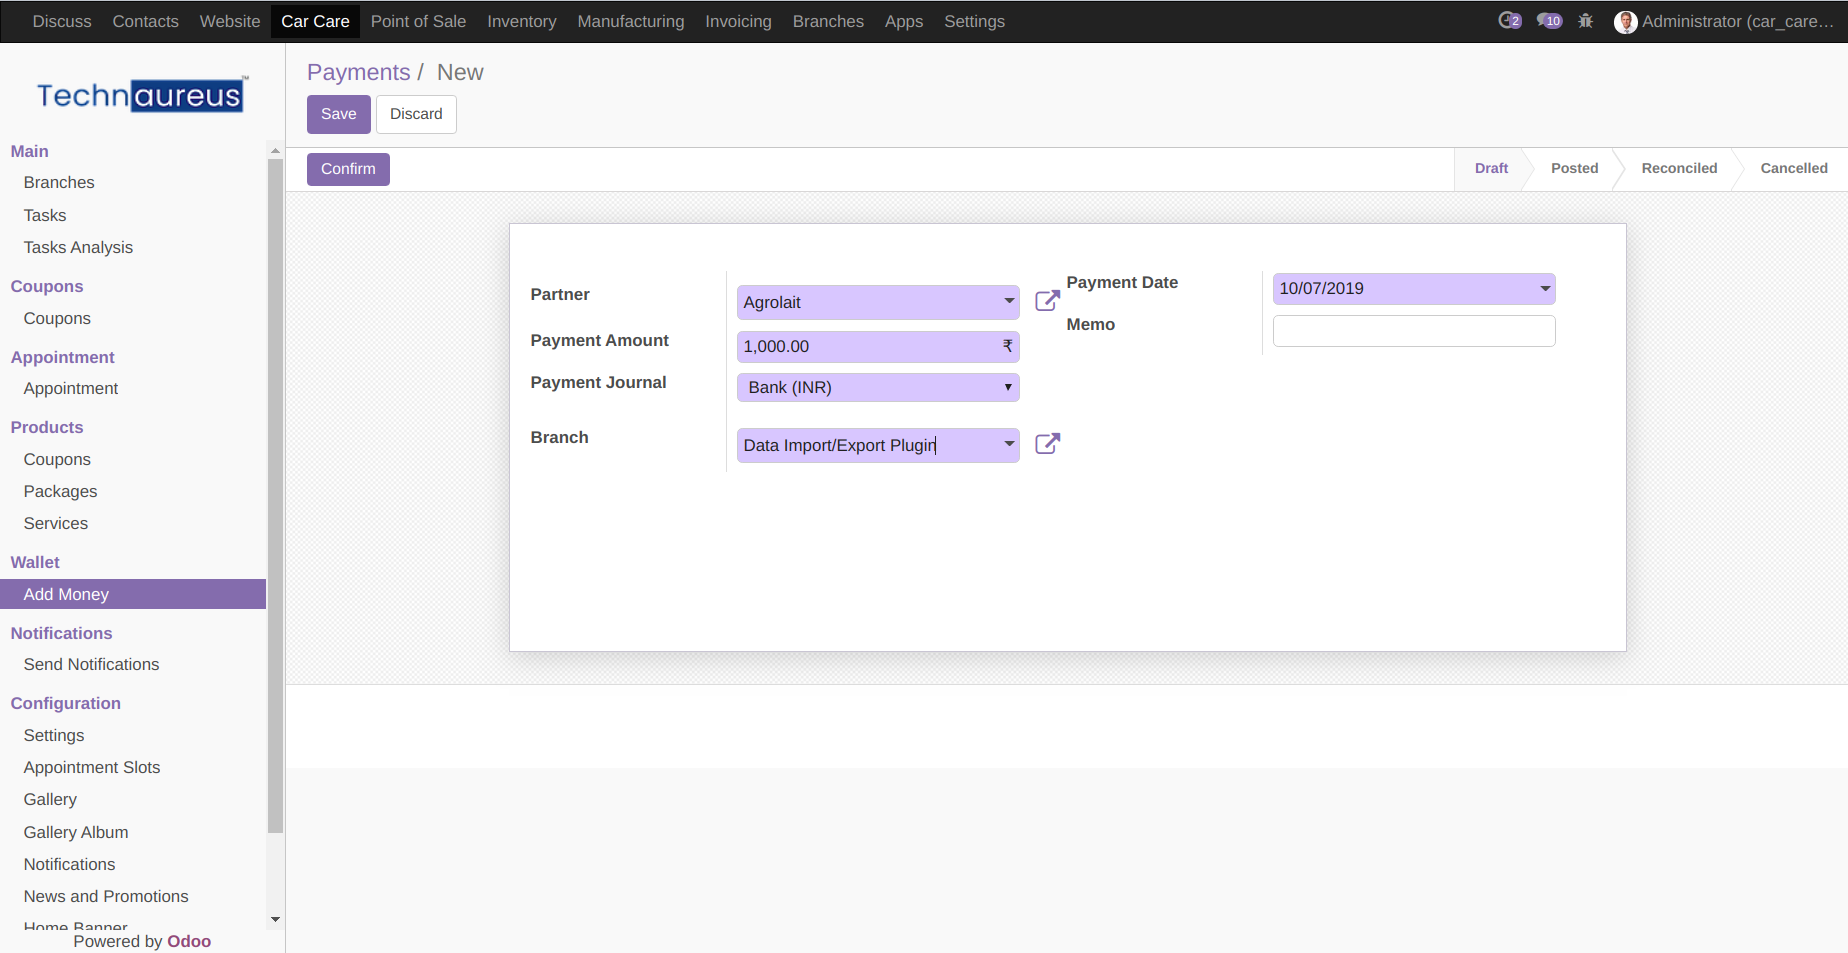 Discuss Contacts Website Car Care Point of Sale Inventory Manufacturing Invoicing Branches Apps Settings 2 10 Administrator (car_care…
Technaureus™
Payments / New
Save Discard
Confirm
Draft Posted Reconciled Cancelled
Main
Branches
Tasks
Tasks Analysis
Coupons
Coupons
Appointment
Appointment
Products
Coupons
Packages
Services
Wallet
Add Money
Notifications
Send Notifications
Configuration
Settings
Appointment Slots
Gallery
Gallery Album
Notifications
News and Promotions
Home Banner
Powered by Odoo
Partner Agrolait
Payment Amount 1,000.00 ₹
Payment Journal Bank (INR)
Branch Data Import/Export Plugin
Payment Date 10/07/2019
Memo